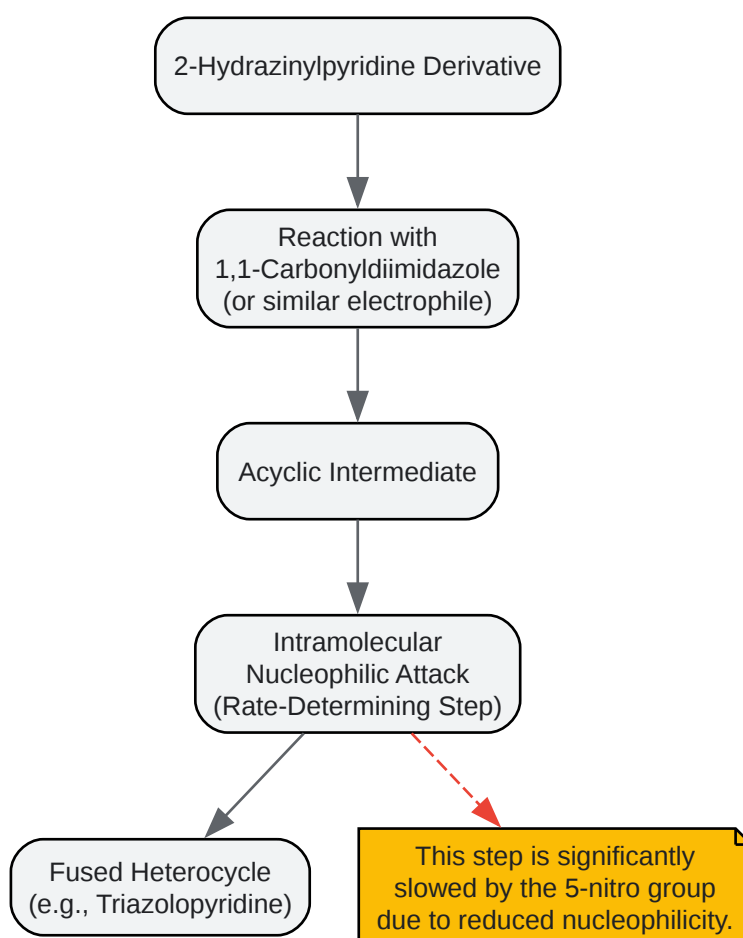 2-Hydrazinylpyridine Derivative
Reaction with
1,1-Carbonyldiimidazole
(or similar electrophile)
Acyclic Intermediate
Intramolecular
Nucleophilic Attack
(Rate-Determining Step)
Fused Heterocycle
(e.g., Triazolopyridine)
This step is significantly
slowed by the 5-nitro group
due to reduced nucleophilicity.